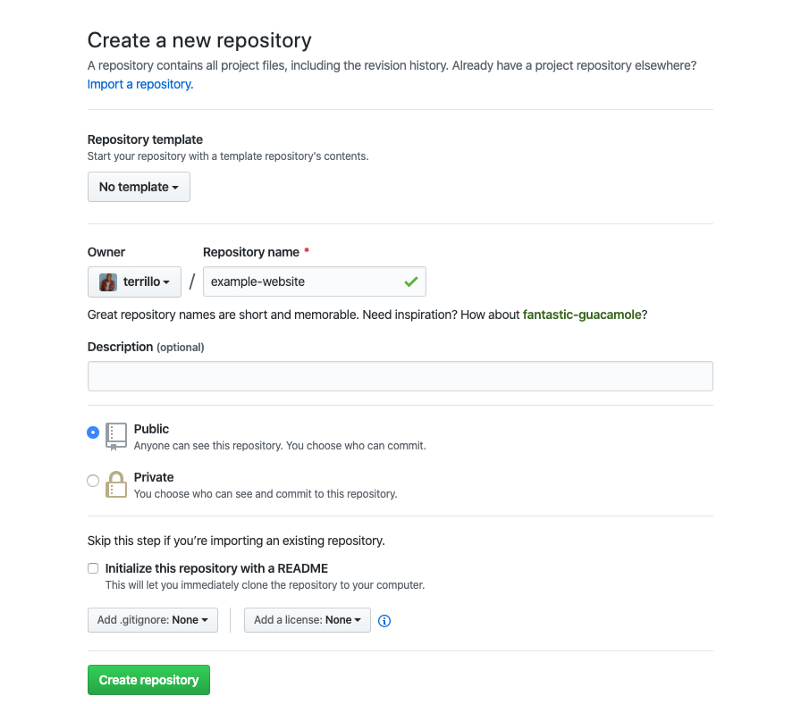 Create a new repository
A repository contains all project files, including the revision history. Already have a project repository elsewhere?
Import a repository.
Repository template
Start your repository with a template repository's contents.
No template
Owner
Repository name *
terrillo / example-website
Great repository names are short and memorable. Need inspiration? How about fantastic-guacamole?
Description (optional)
Public
Anyone can see this repository. You choose who can commit.
Private
You choose who can see and commit to this repository.
Skip this step if you’re importing an existing repository.
Initialize this repository with a README
This will let you immediately clone the repository to your computer.
Add .gitignore: None
Add a license: None
Create repository